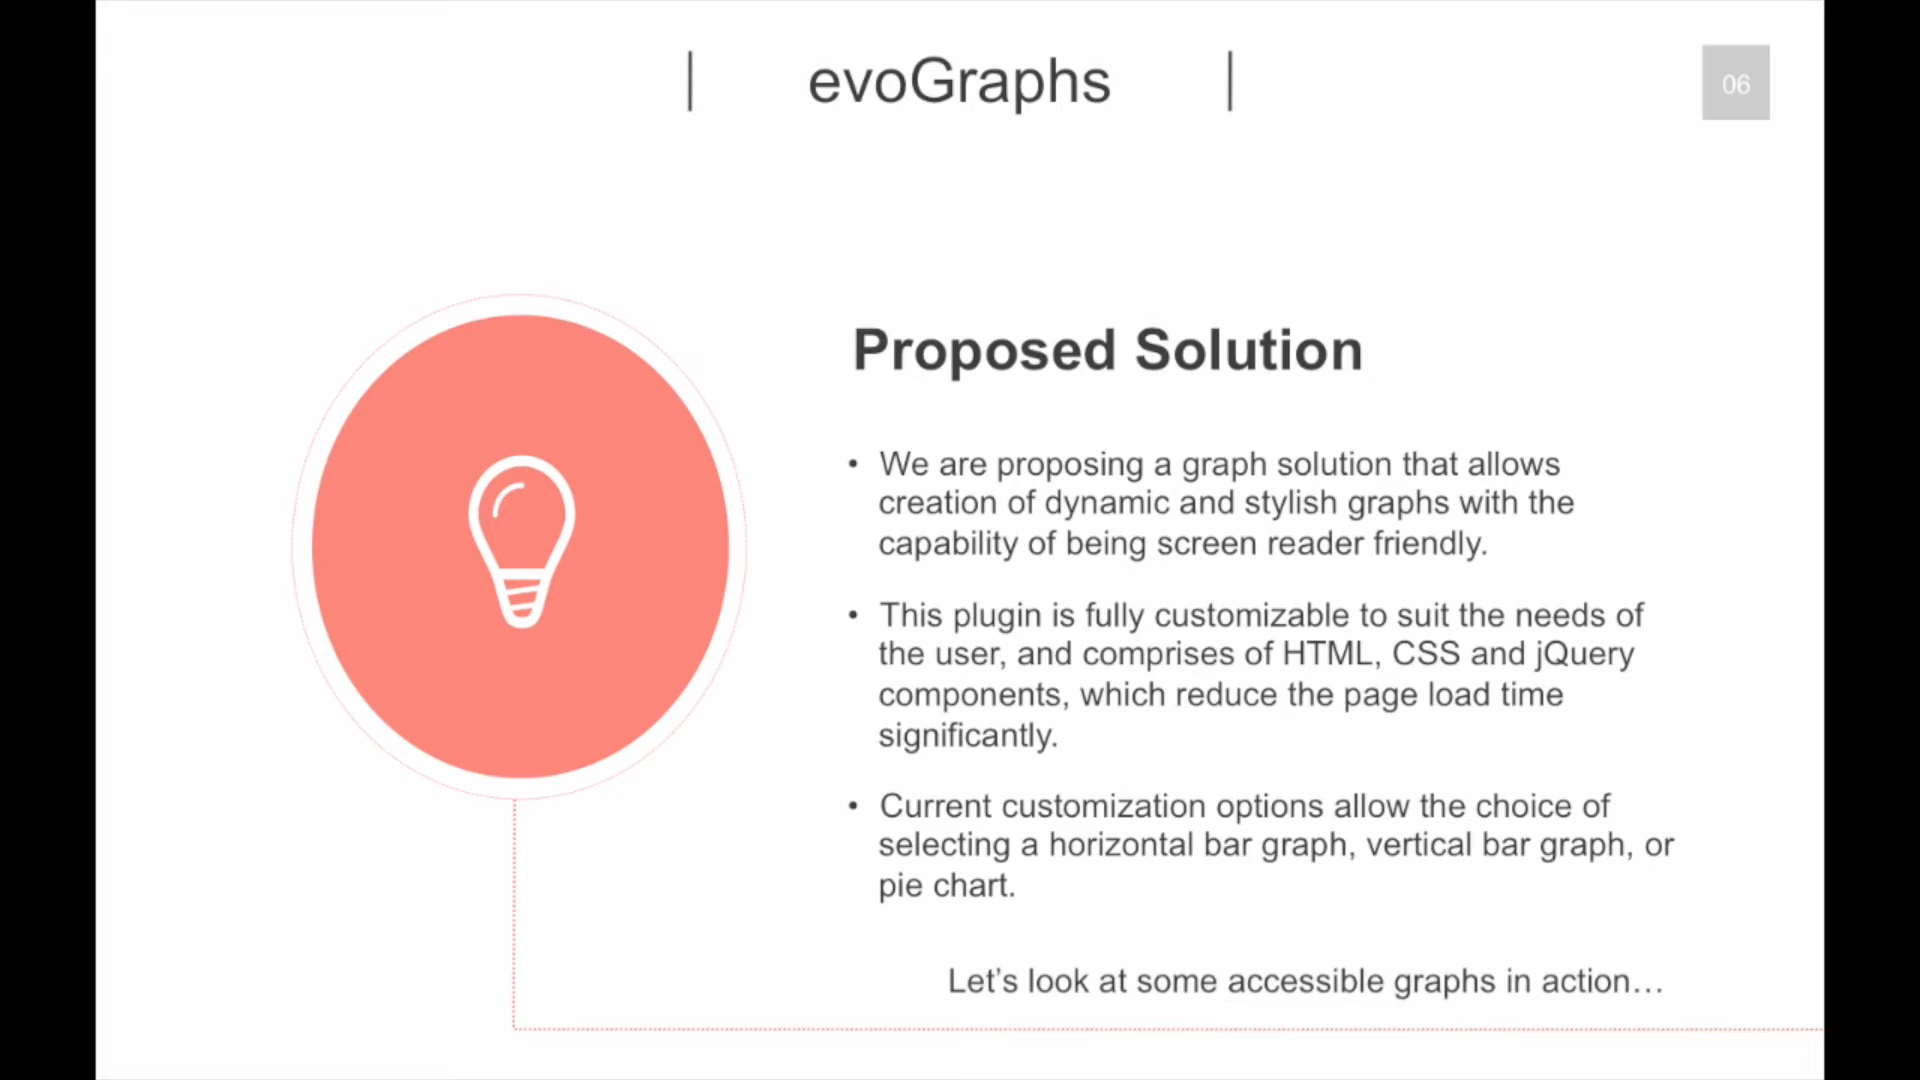 | evoGraphs |
06
Proposed Solution
• We are proposing a graph solution that allows
creation of dynamic and stylish graphs with the
capability of being screen reader friendly.
• This plugin is fully customizable to suit the needs of
the user, and comprises of HTML, CSS and jQuery
components, which reduce the page load time
significantly.
• Current customization options allow the choice of
selecting a horizontal bar graph, vertical bar graph, or
pie chart.
Let’s look at some accessible graphs in action…